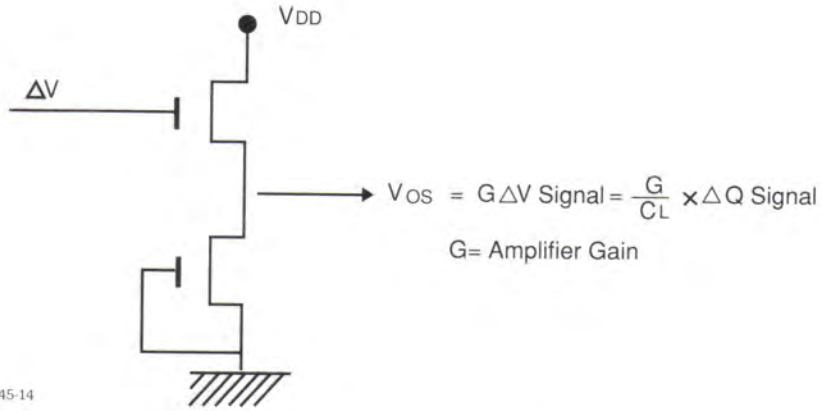 VDD
ΔV
VOS = GΔV Signal = G/CL × ΔQ Signal
G= Amplifier Gain
45-14